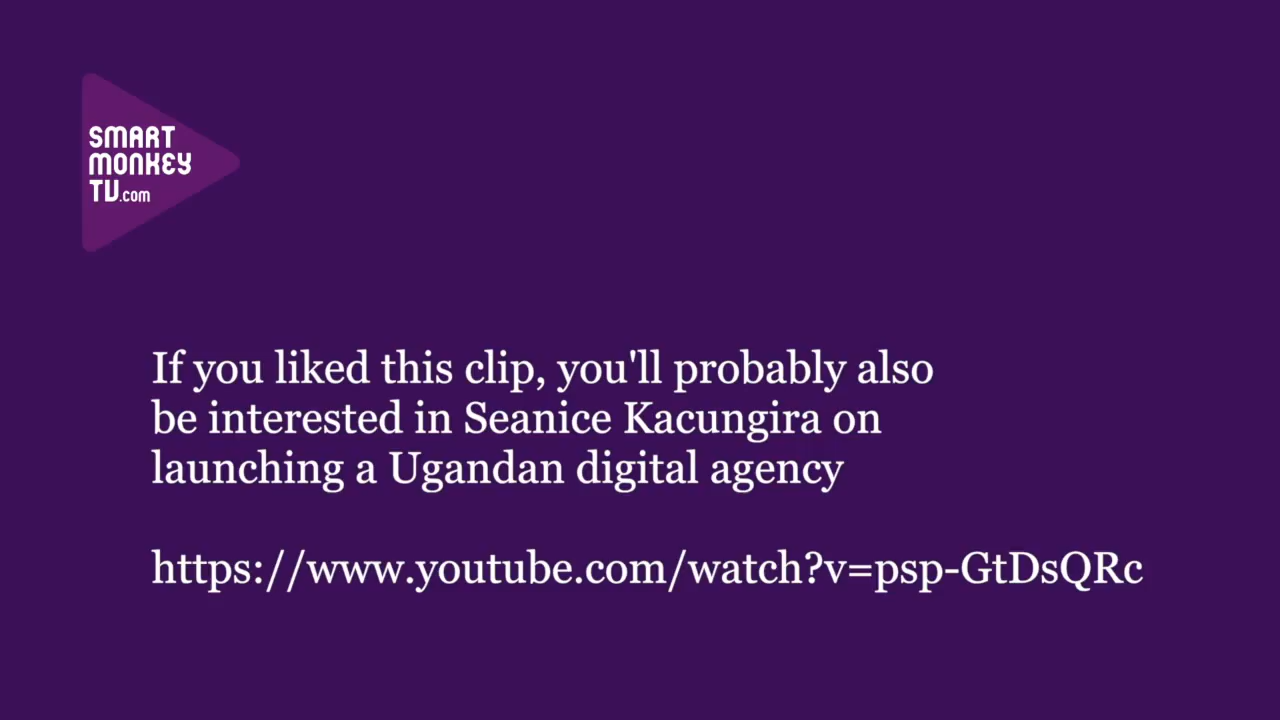 SMART
MONKEY
TV.com
If you liked this clip, you'll probably also
be interested in Seanice Kacungira on
launching a Ugandan digital agency
https://www.youtube.com/watch?v=psp-GtDsQRc